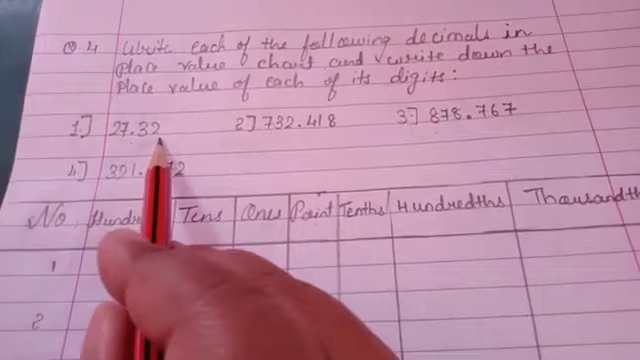 Q.4 Write each of the following decimals in
place value chart and write down the
place value of each of its digits:
1.] 27.32 2.] 732.418 3.] 878.767
4.]
No. Tens Ones Point Tenths Hundredths
1
2